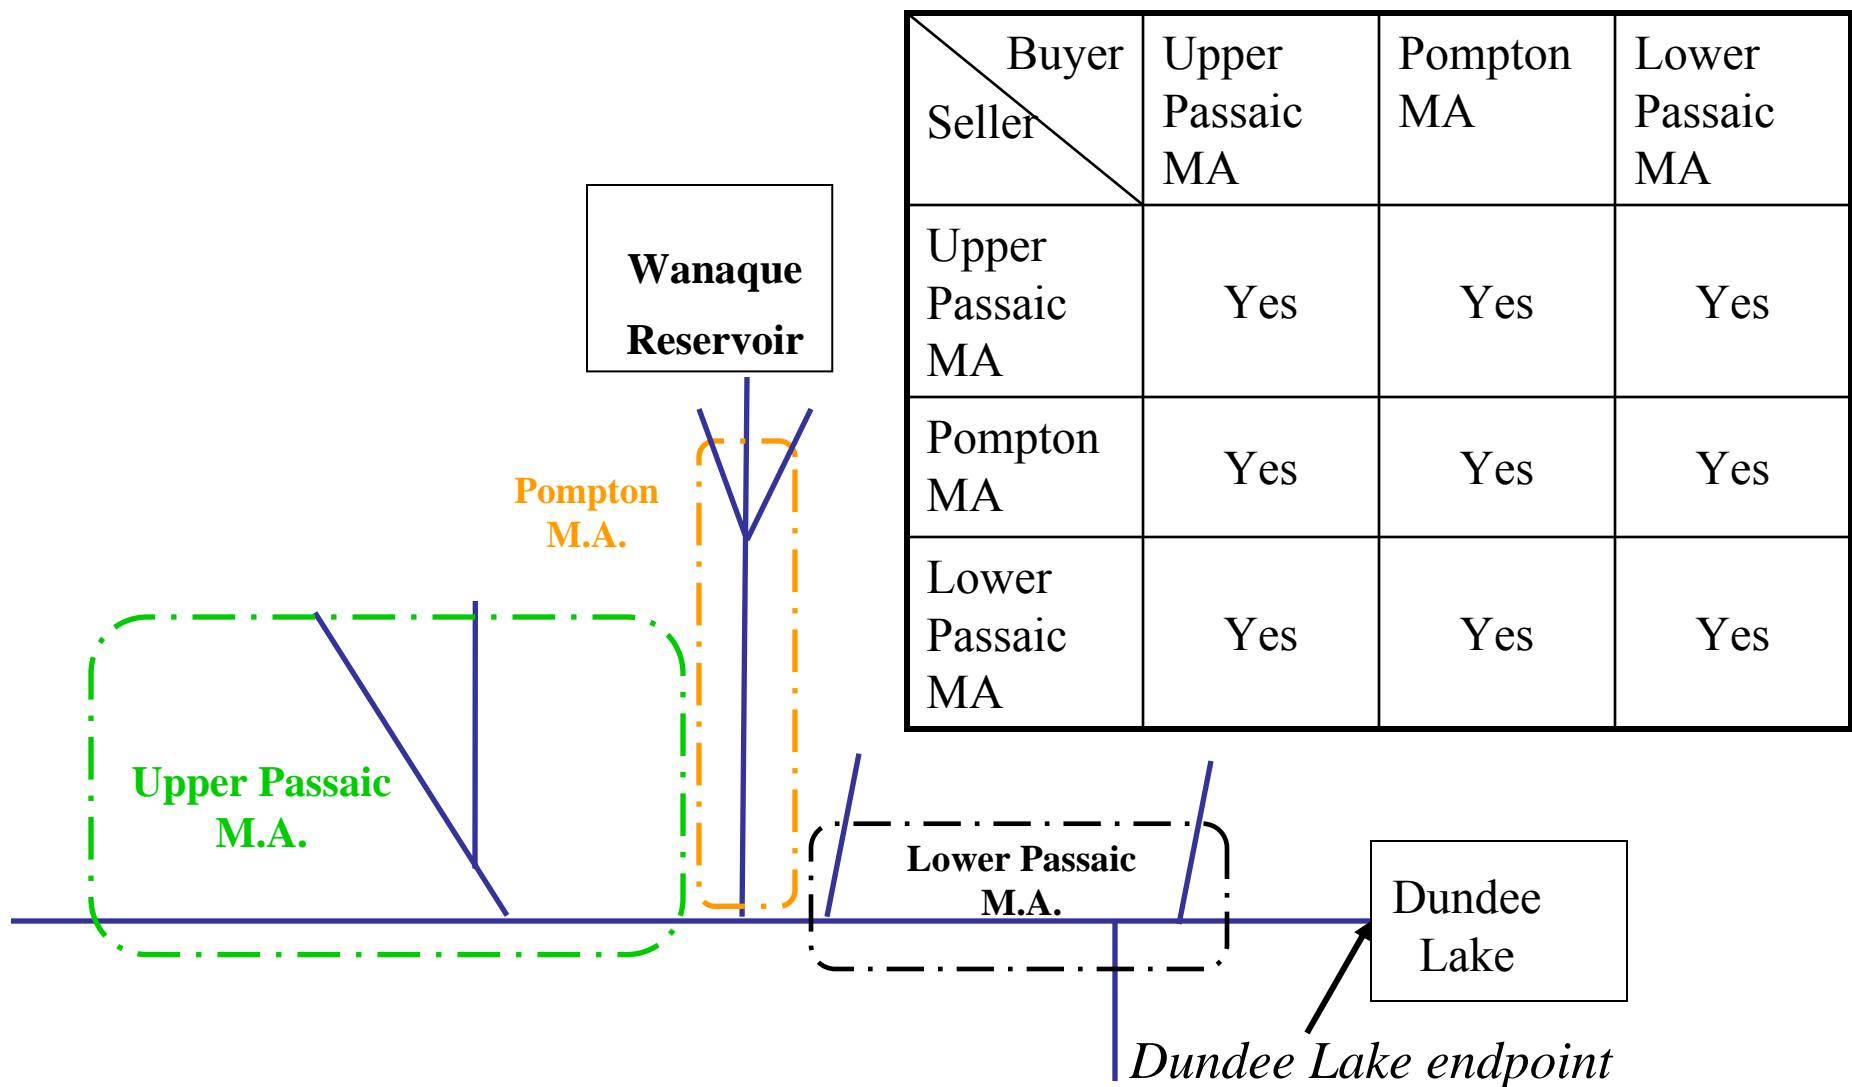 Buyer
Seller
Upper
Passaic
MA
Pompton
MA
Lower
Passaic
MA
Upper
Passaic
MA
Yes
Yes
Yes
Pompton
MA
Yes
Yes
Yes
Lower
Passaic
MA
Yes
Yes
Yes
Wanaque
Reservoir
Pompton
M.A.
Upper Passaic
M.A.
Lower Passaic
M.A.
Dundee
Lake
Dundee Lake endpoint